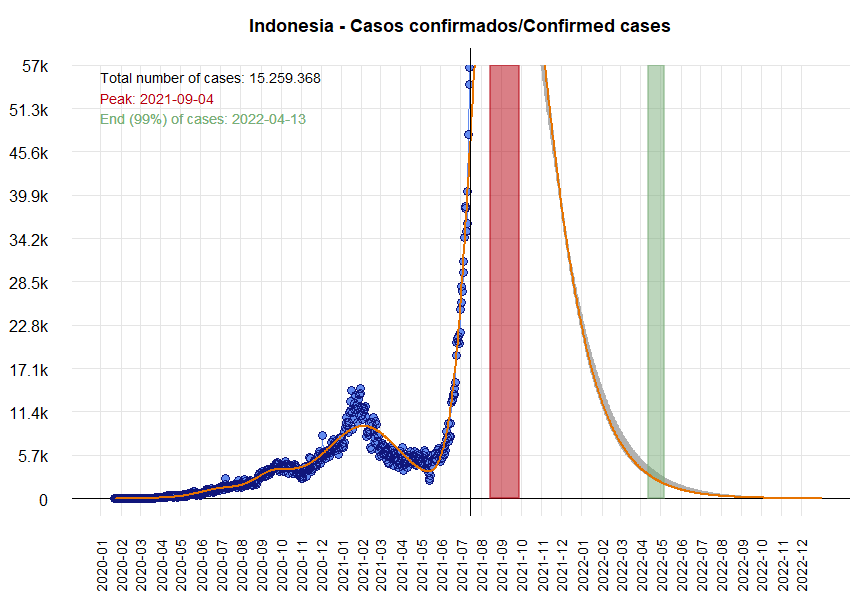 Indonesia - Casos confirmados/Confirmed cases
Total number of cases: 15.259.368
Peak: 2021-09-04
End (99%) of cases: 2022-04-13
57k
51.3k
45.6k
39.9k
34.2k
28.5k
22.8k
17.1k
11.4k
5.7k
0
2020-01
2020-02
2020-03
2020-04
2020-05
2020-06
2020-07
2020-08
2020-09
2020-10
2020-11
2020-12
2021-01
2021-02
2021-03
2021-04
2021-05
2021-06
2021-07
2021-08
2021-09
2021-10
2021-11
2021-12
2022-01
2022-02
2022-03
2022-04
2022-05
2022-06
2022-07
2022-08
2022-09
2022-10
2022-11
2022-12